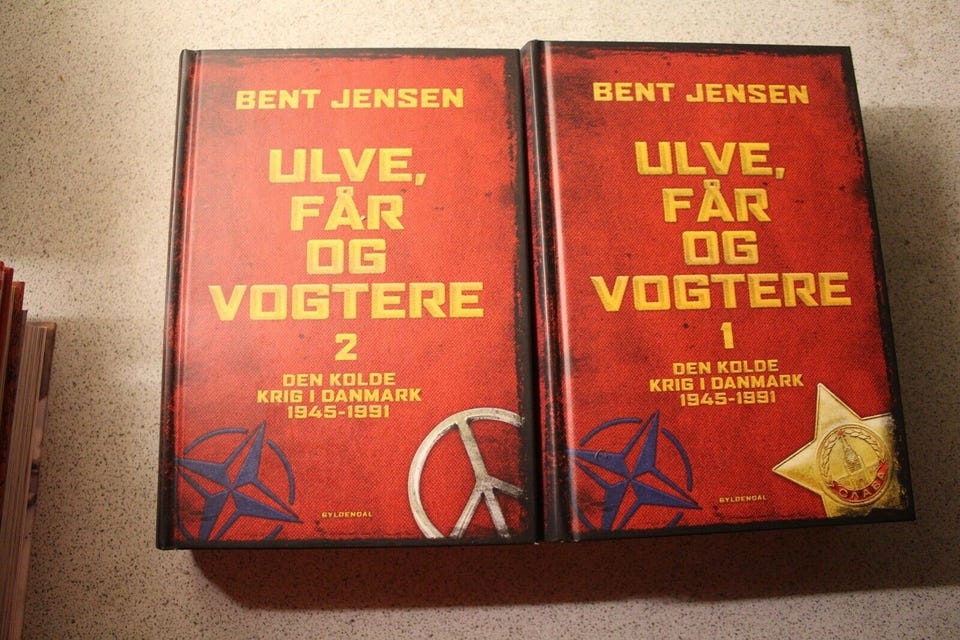 BENT JENSEN
ULVE,
FÅR
OG
VOGTERE
2
DEN KOLDE
KRIG I DANMARK
1945-1991
GYLDENDAL
BENT JENSEN
ULVE,
FÅR
OG
VOGTERE
1
DEN KOLDE
KRIG I DANMARK
1945-1991
СЛАВА
GYLDENDAL